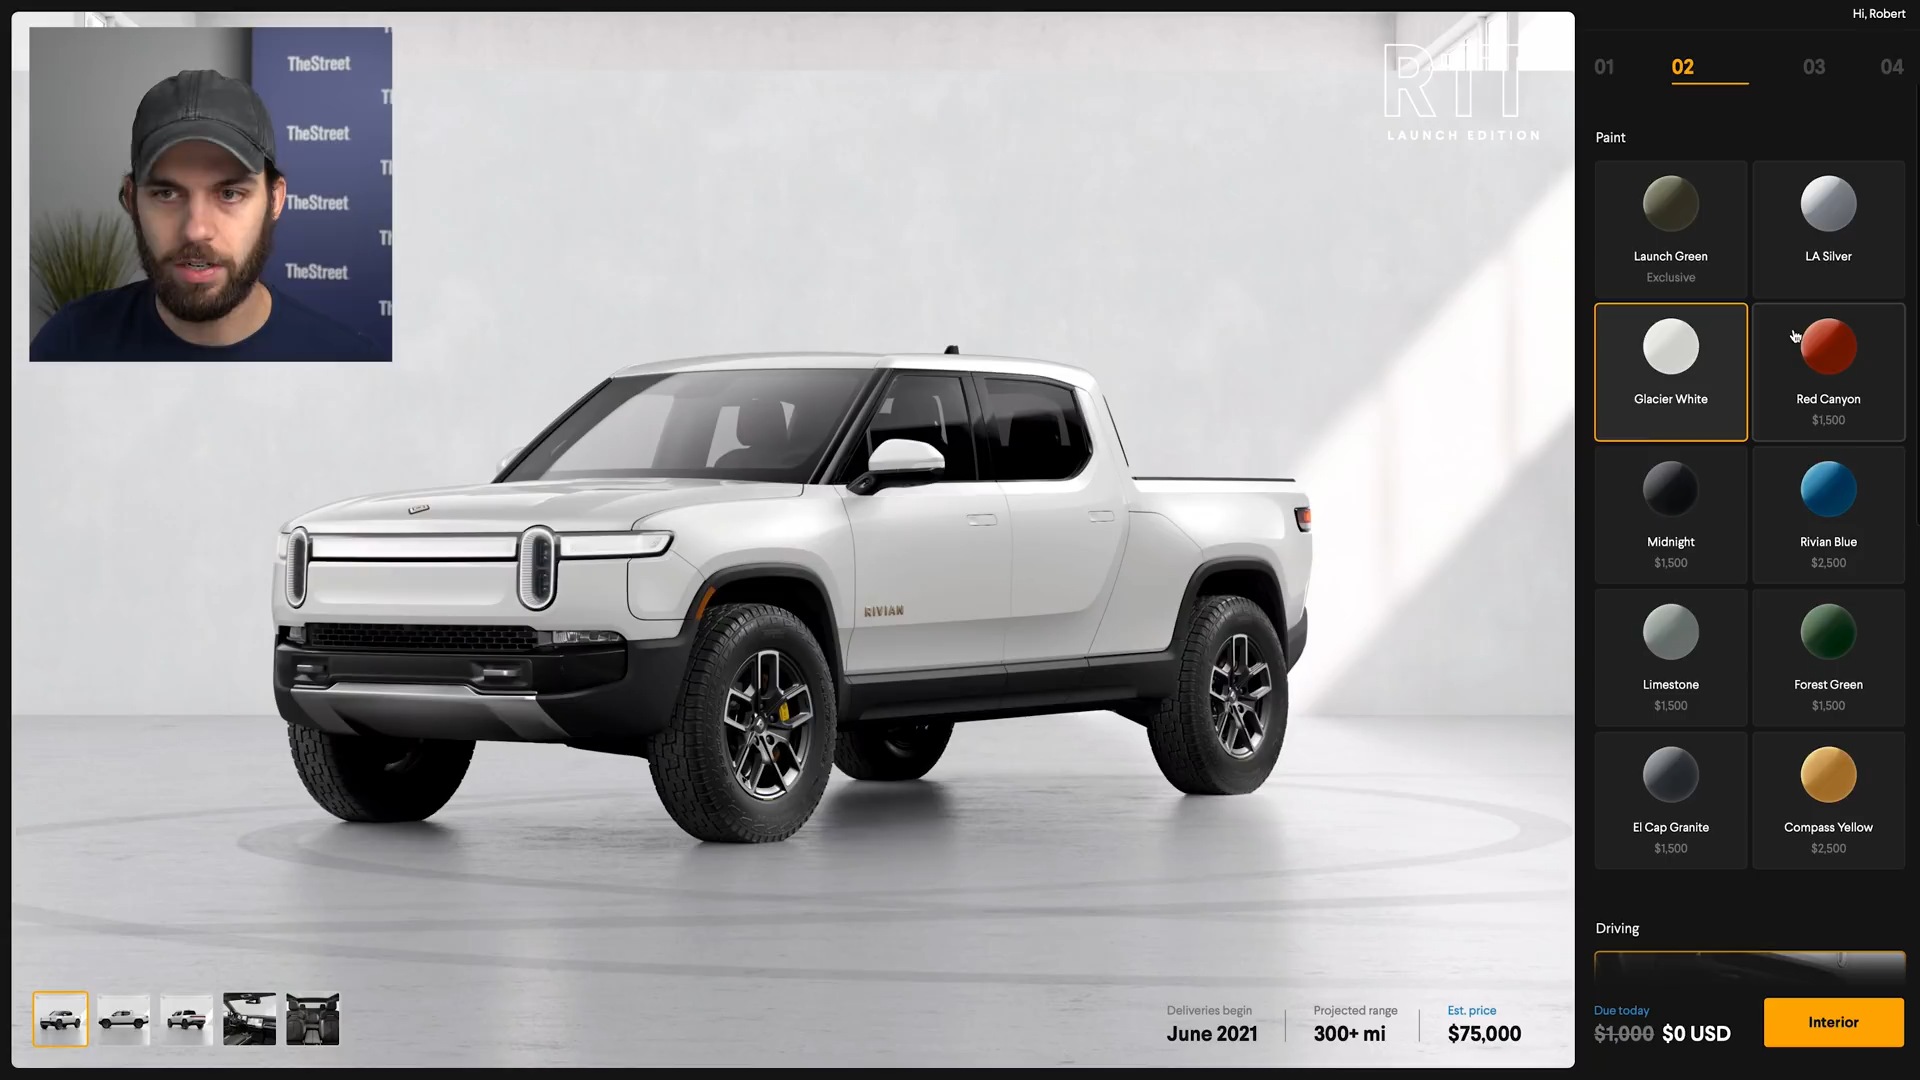 Hi, Robert
TheStreet
TheStreet
TheStreet
TheStreet
R1T
LAUNCH EDITION
01
02
03
04
Paint
Launch Green
Exclusive
LA Silver
Glacier White
Red Canyon
$1,500
Midnight
$1,500
Rivian Blue
$2,500
Limestone
$1,500
Forest Green
$1,500
El Cap Granite
$1,500
Compass Yellow
$2,500
Driving
RIVIAN
Deliveries begin
June 2021
Projected range
300+ mi
Est. price
$75,000
Due today
$1,000 $0 USD
Interior